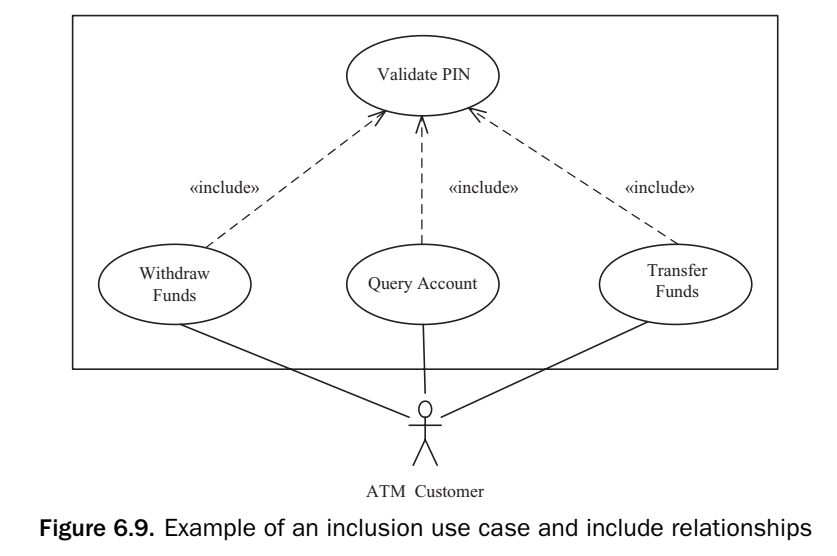 Validate PIN
«include»
«include»
«include»
Withdraw
Funds
Query Account
Transfer
Funds
ATM Customer
Figure 6.9. Example of an inclusion use case and include relationships